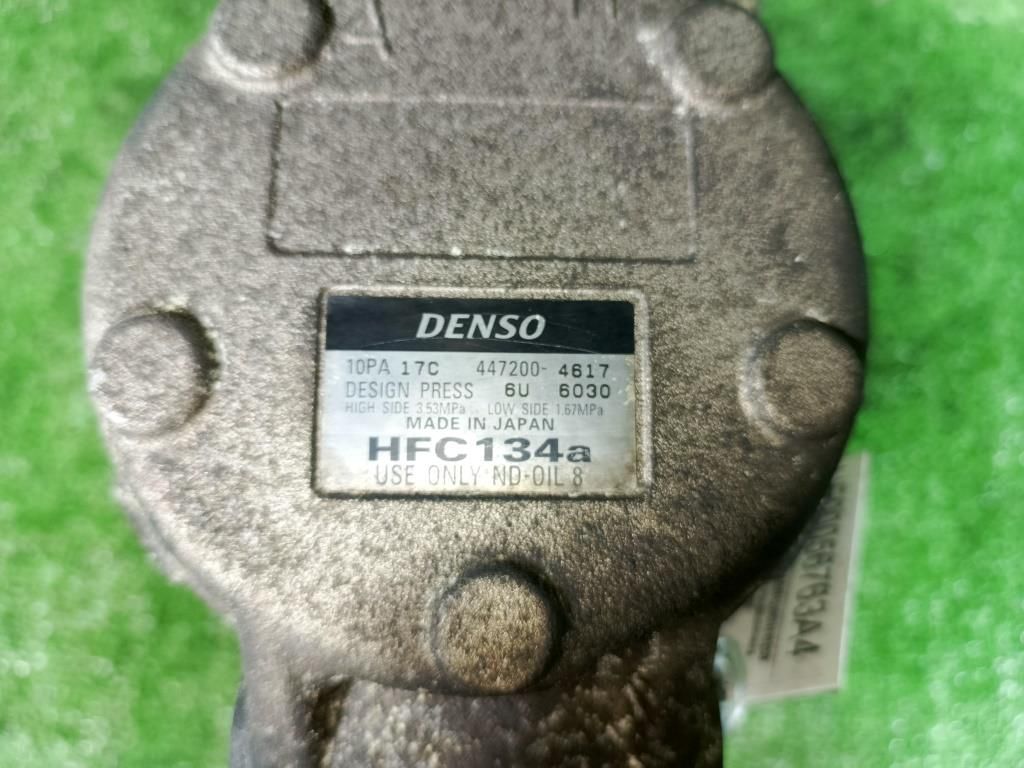 DENSO
10PA 17C 447200- 4617
DESIGN PRESS 6U 6030
HIGH SIDE 3.53MPa LOW SIDE 1.67MPa
MADE IN JAPAN
HFC134a
USE ONLY ND-OIL 8